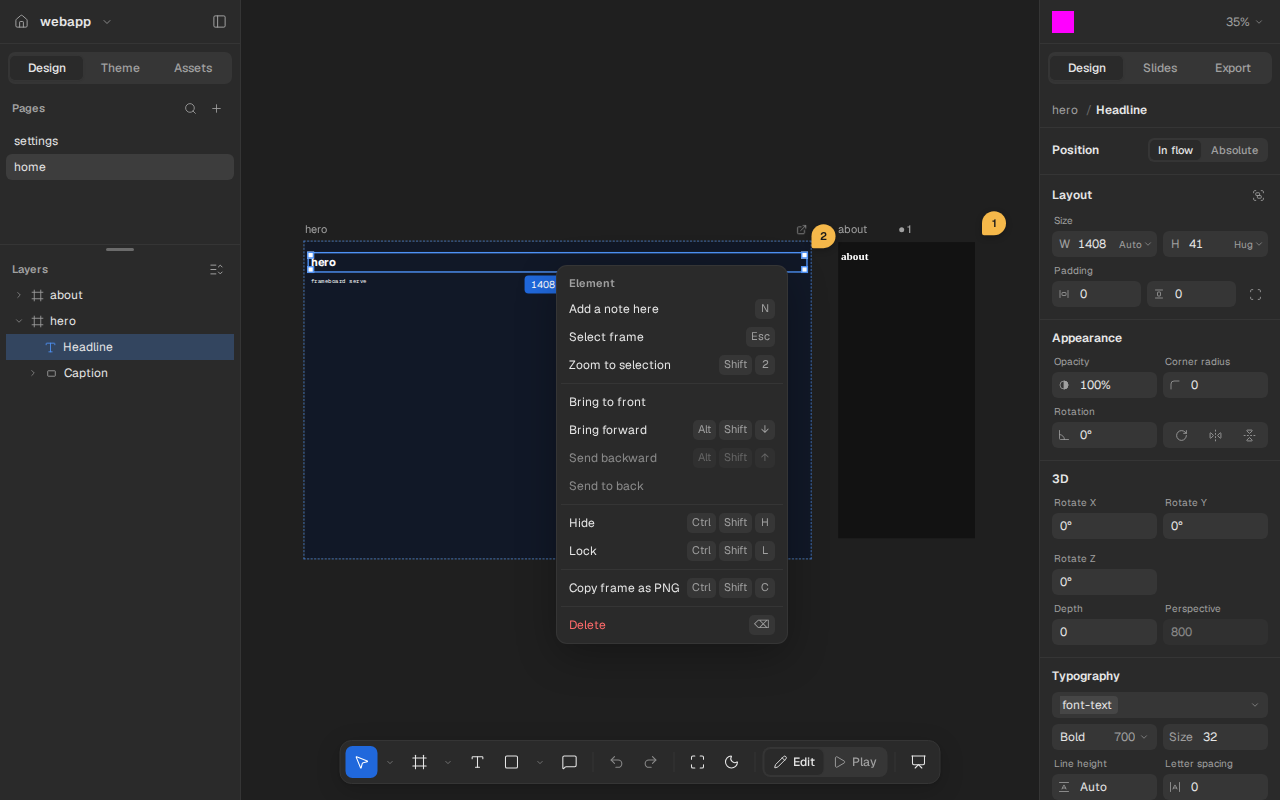 webapp
Design Theme Assets
Pages
settings
home
Layers
about
hero
Headline
Caption
hero
2
about
1
1
hero
frameboard serve
1408
about
Element
Add a note here N
Select frame Esc
Zoom to selection Shift 2
Bring to front
Bring forward Alt Shift ↓
Send backward Alt Shift ↑
Send to back
Hide Ctrl Shift H
Lock Ctrl Shift L
Copy frame as PNG Ctrl Shift C
Delete ⌫
Edit Play
35%
Design Slides Export
hero / Headline
Position In flow Absolute
Layout
Size
W 1408 Auto H 41 Hug
Padding
0 0
Appearance
Opacity Corner radius
100% 0
Rotation
0°
3D
Rotate X Rotate Y
0° 0°
Rotate Z
0°
Depth Perspective
0 800
Typography
font-text
Bold 700 Size 32
Line height Letter spacing
Auto 0